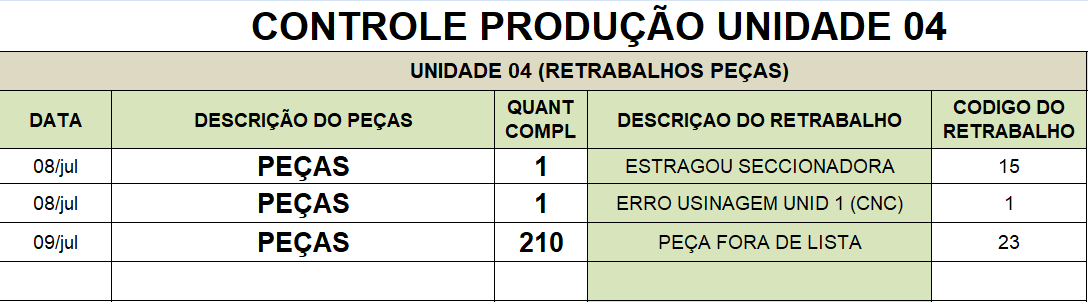 CONTROLE PRODUÇÃO UNIDADE 04
UNIDADE 04 (RETRABALHOS PEÇAS)
DATA DESCRIÇÃO DO PEÇAS QUANT COMPL DESCRIÇAO DO RETRABALHO CODIGO DO RETRABALHO
08/jul PEÇAS 1 ESTRAGOU SECCIONADORA 15
08/jul PEÇAS 1 ERRO USINAGEM UNID 1 (CNC) 1
09/jul PEÇAS 210 PEÇA FORA DE LISTA 23